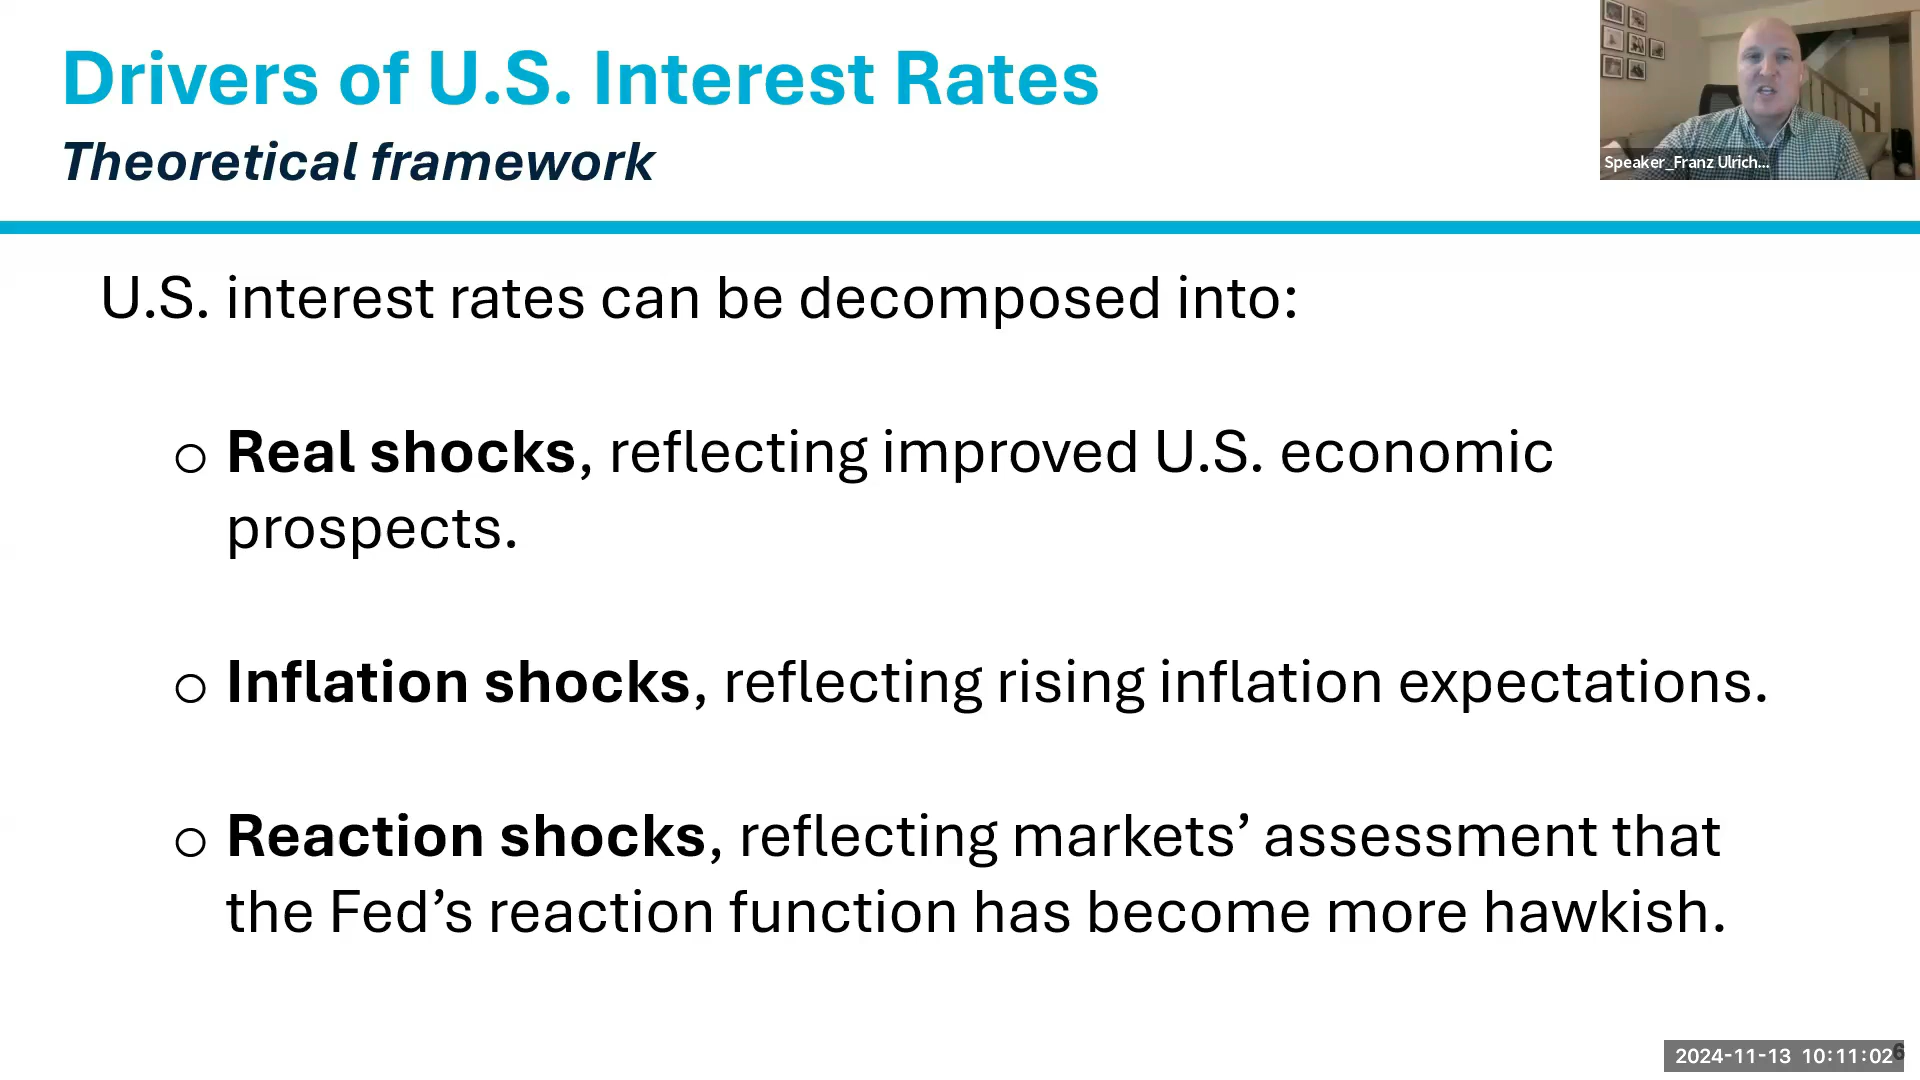 Drivers of U.S. Interest Rates
Theoretical framework
Speaker_Franz Ulrich...
U.S. interest rates can be decomposed into:
o Real shocks, reflecting improved U.S. economic
prospects.
o Inflation shocks, reflecting rising inflation expectations.
o Reaction shocks, reflecting markets’ assessment that
the Fed’s reaction function has become more hawkish.
2024-11-13 10:11:02
6